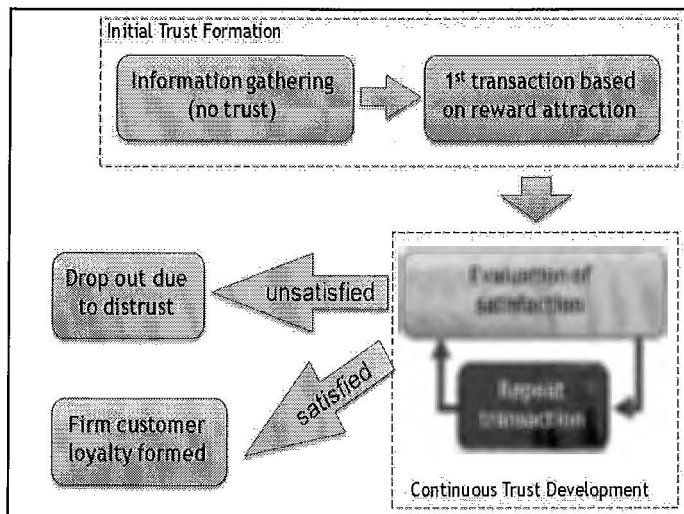 Initial Trust Formation
Information gathering
(no trust)
1st transaction based
on reward attraction
Drop out due
to distrust
unsatisfied
Evaluation of
satisfaction
Repeat
transaction
satisfied
Firm customer
loyalty formed
Continuous Trust Development